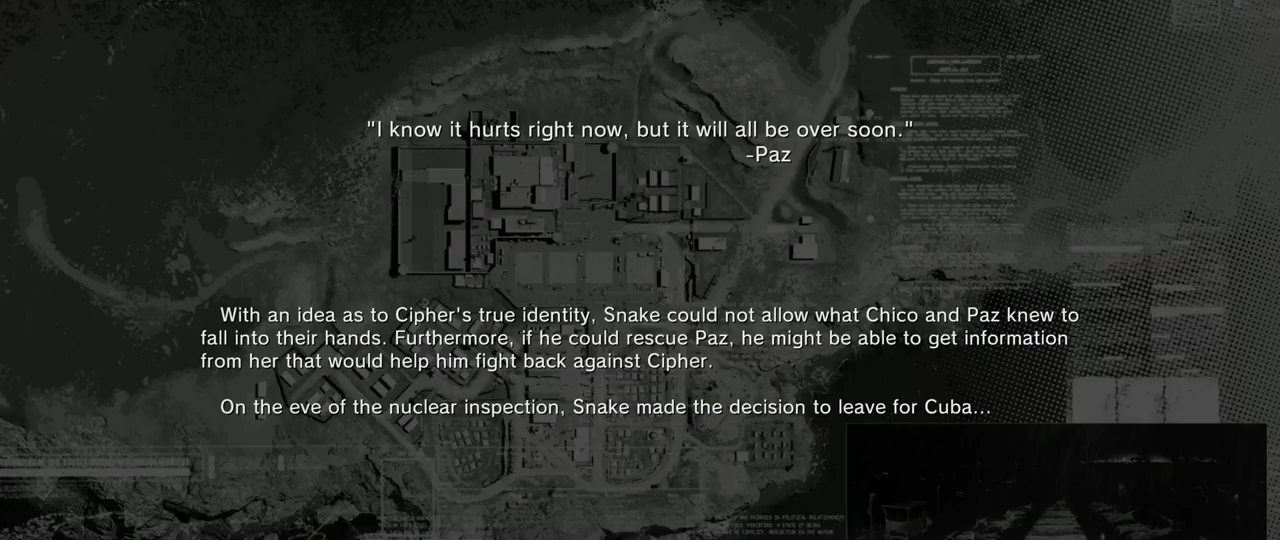 "I know it hurts right now, but it will all be over soon."
-Paz
With an idea as to Cipher's true identity, Snake could not allow what Chico and Paz knew to
fall into their hands. Furthermore, if he could rescue Paz, he might be able to get information
from her that would help him fight back against Cipher.
On the eve of the nuclear inspection, Snake made the decision to leave for Cuba...